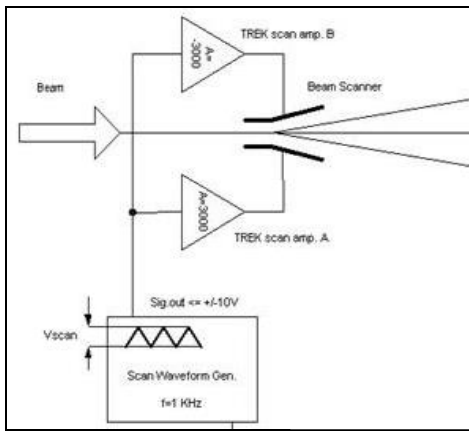 TREK scan amp. B
A=
-3000
Beam
Beam Scanner
A=3000
TREK scan amp. A
Sig.out <= +/-10V
Vscan
Scan Waveform Gen.
f=1 KHz